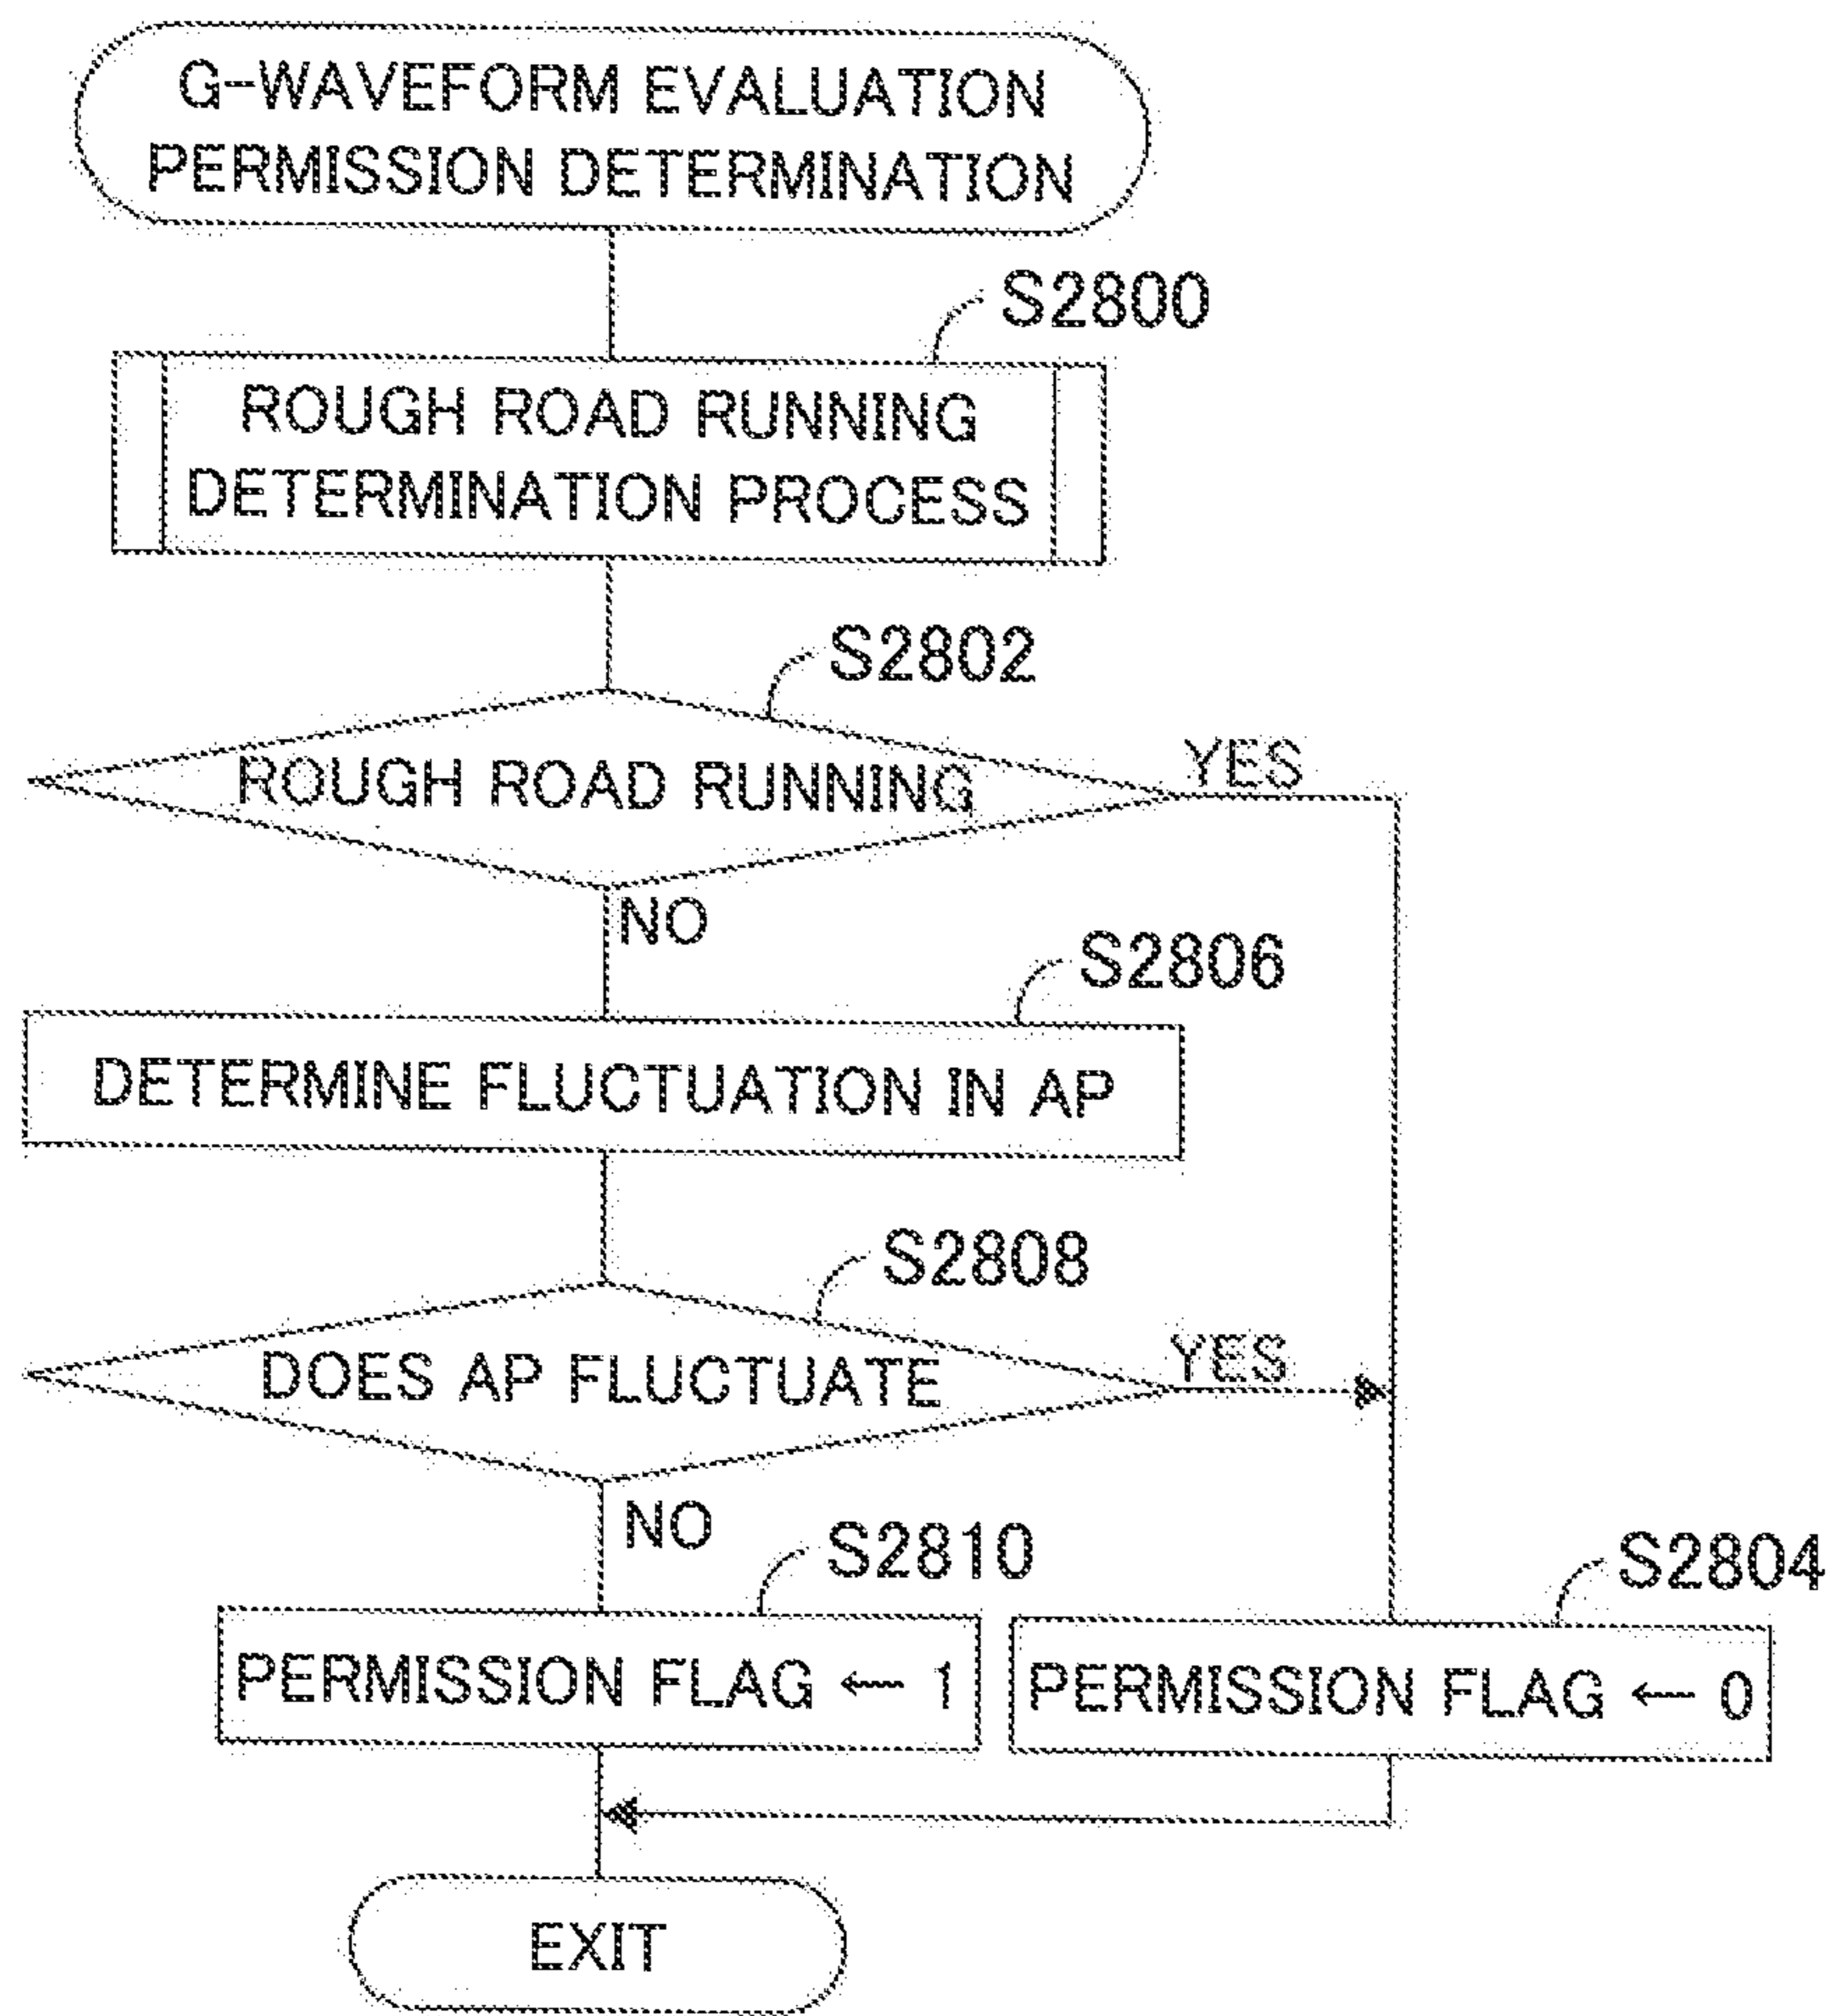 G-WAVEFORM EVALUATION
PERMISSION DETERMINATION
S2800
ROUGH ROAD RUNNING
DETERMINATION PROCESS
S2802
ROUGH ROAD RUNNING
YES
NO
S2806
DETERMINE FLUCTUATION IN AP
S2808
DOES AP FLUCTUATE
YES
NO
S2810
S2804
PERMISSION FLAG ← 1
PERMISSION FLAG ← 0
EXIT